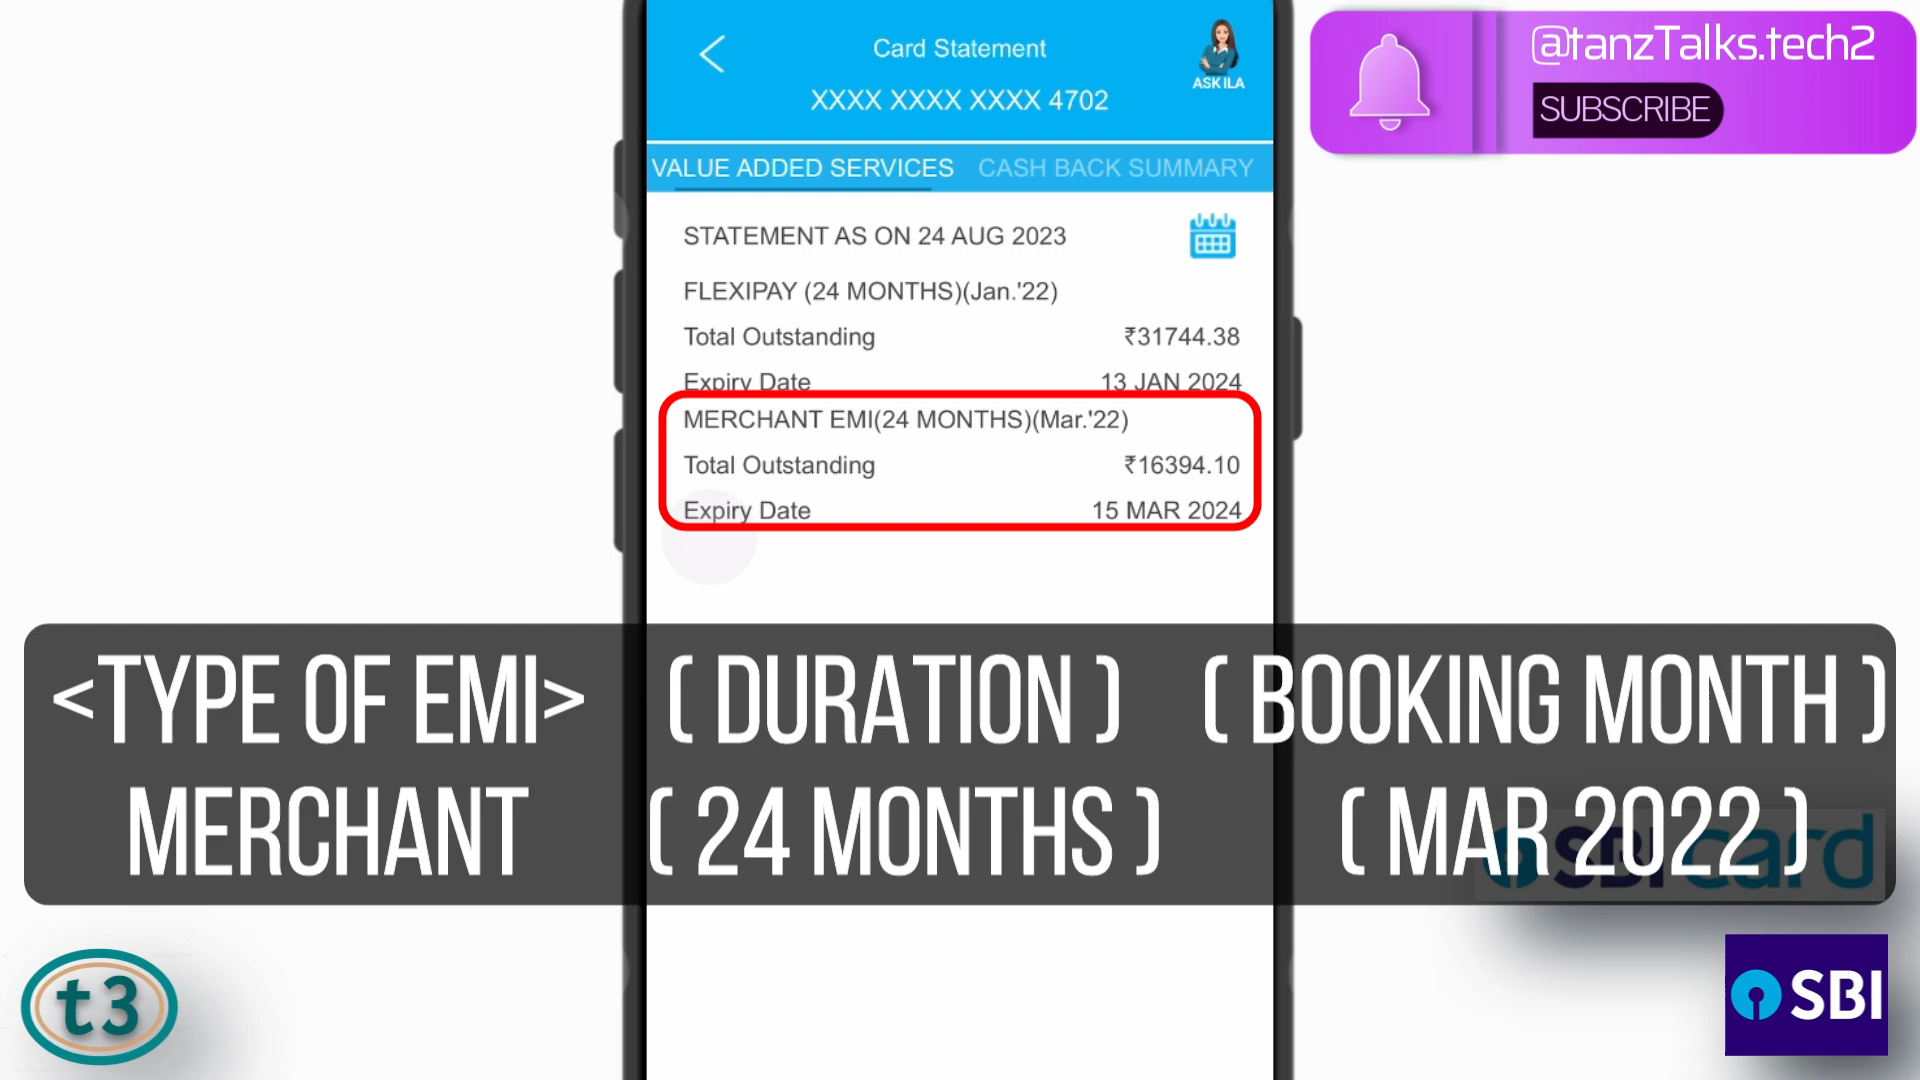 Card Statement
XXXX XXXX XXXX 4702
ASK ILA
@tanzTalks.tech2
SUBSCRIBE
VALUE ADDED SERVICES CASH BACK SUMMARY
STATEMENT AS ON 24 AUG 2023
FLEXIPAY (24 MONTHS)(Jan.'22)
Total Outstanding ₹31744.38
Expiry Date 13 JAN 2024
MERCHANT EMI(24 MONTHS)(Mar.'22)
Total Outstanding ₹16394.10
Expiry Date 15 MAR 2024
<TYPE OF EMI> ( DURATION ) ( BOOKING MONTH )
MERCHANT ( 24 MONTHS ) ( MAR 2022 )
SBI card
t3
SBI